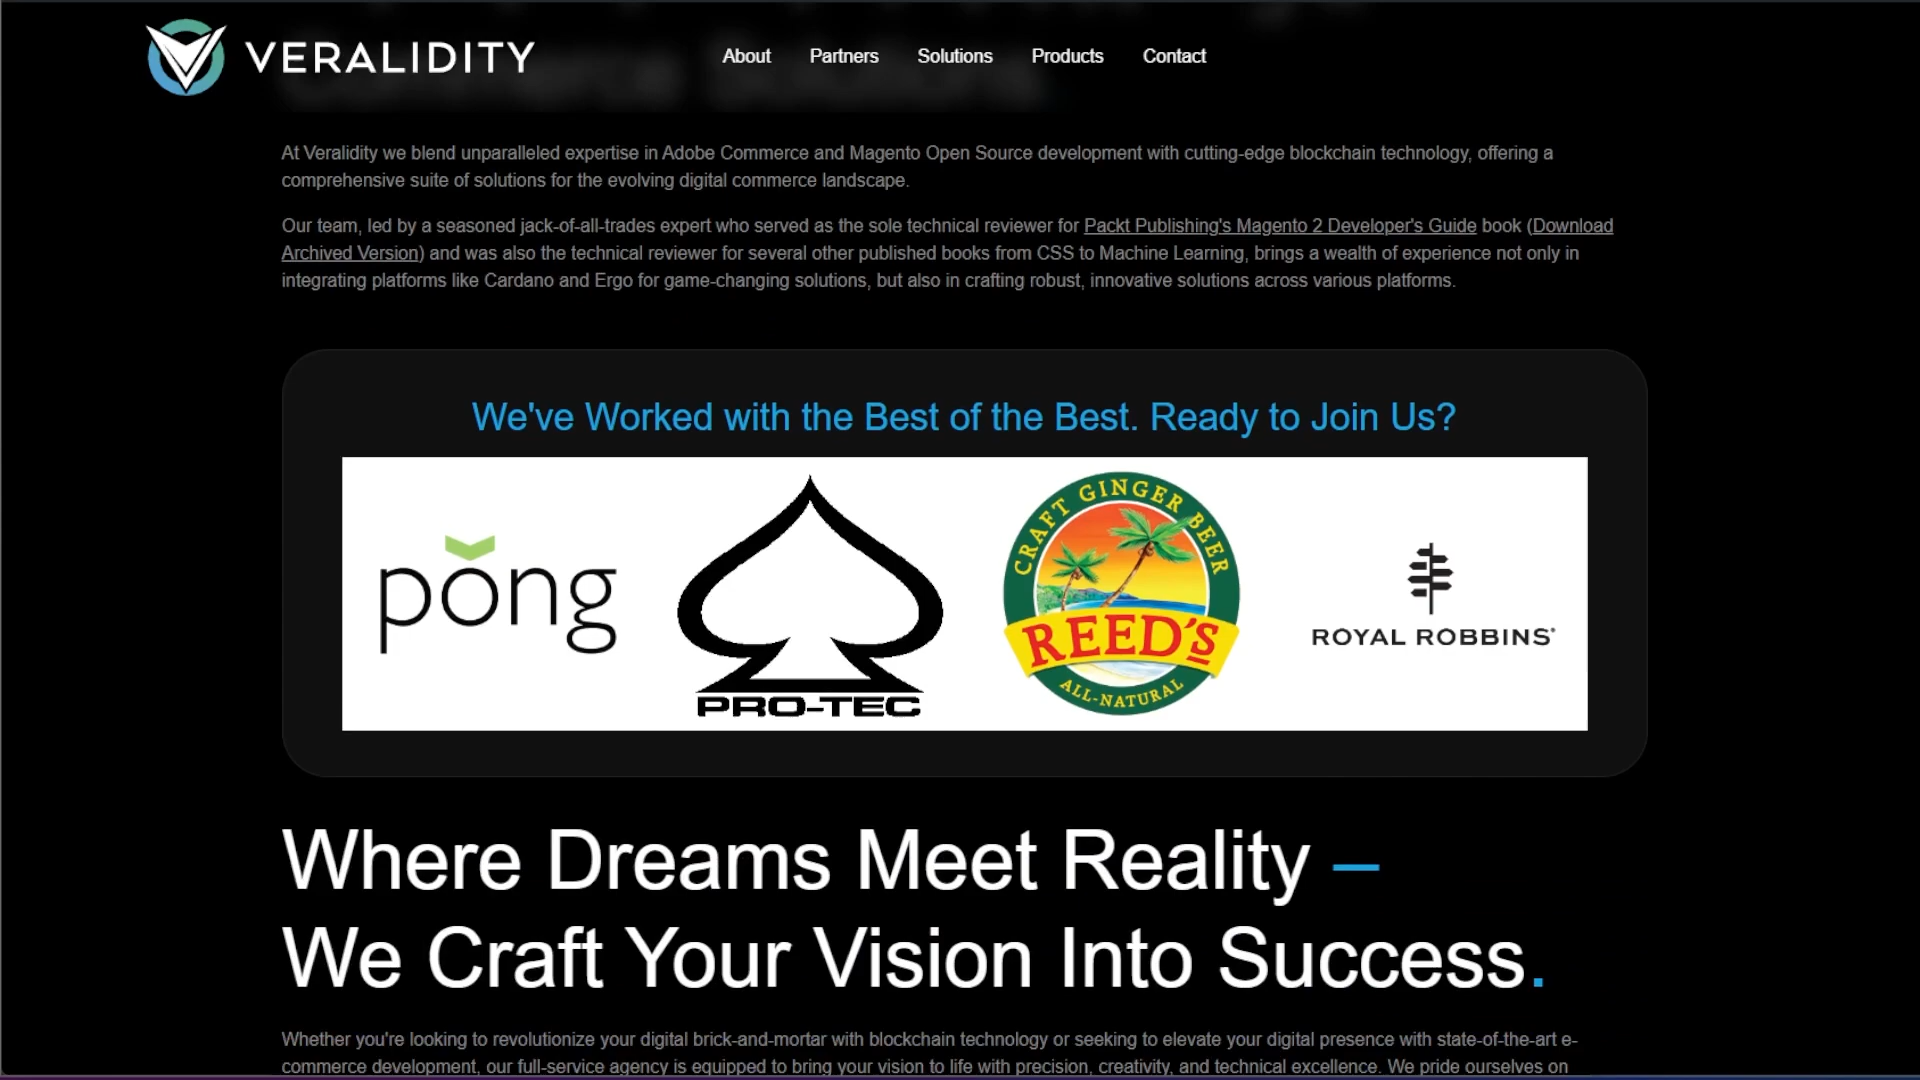 VERALIDITY
About
Partners
Solutions
Products
Contact
At Veralidity we blend unparalleled expertise in Adobe Commerce and Magento Open Source development with cutting-edge blockchain technology, offering a
comprehensive suite of solutions for the evolving digital commerce landscape.
Our team, led by a seasoned jack-of-all-trades expert who served as the sole technical reviewer for Packt Publishing's Magento 2 Developer's Guide book (Download
Archived Version) and was also the technical reviewer for several other published books from CSS to Machine Learning, brings a wealth of experience not only in
integrating platforms like Cardano and Ergo for game-changing solutions, but also in crafting robust, innovative solutions across various platforms.
We've Worked with the Best of the Best. Ready to Join Us?
pǒng
PRO-TEC
CRAFT GINGER BEER
REED'S
ALL-NATURAL
ROYAL ROBBINS®
Where Dreams Meet Reality –
We Craft Your Vision Into Success.
Whether you're looking to revolutionize your digital brick-and-mortar with blockchain technology or seeking to elevate your digital presence with state-of-the-art e-
commerce development, our full-service agency is equipped to bring your vision to life with precision, creativity, and technical excellence. We pride ourselves on